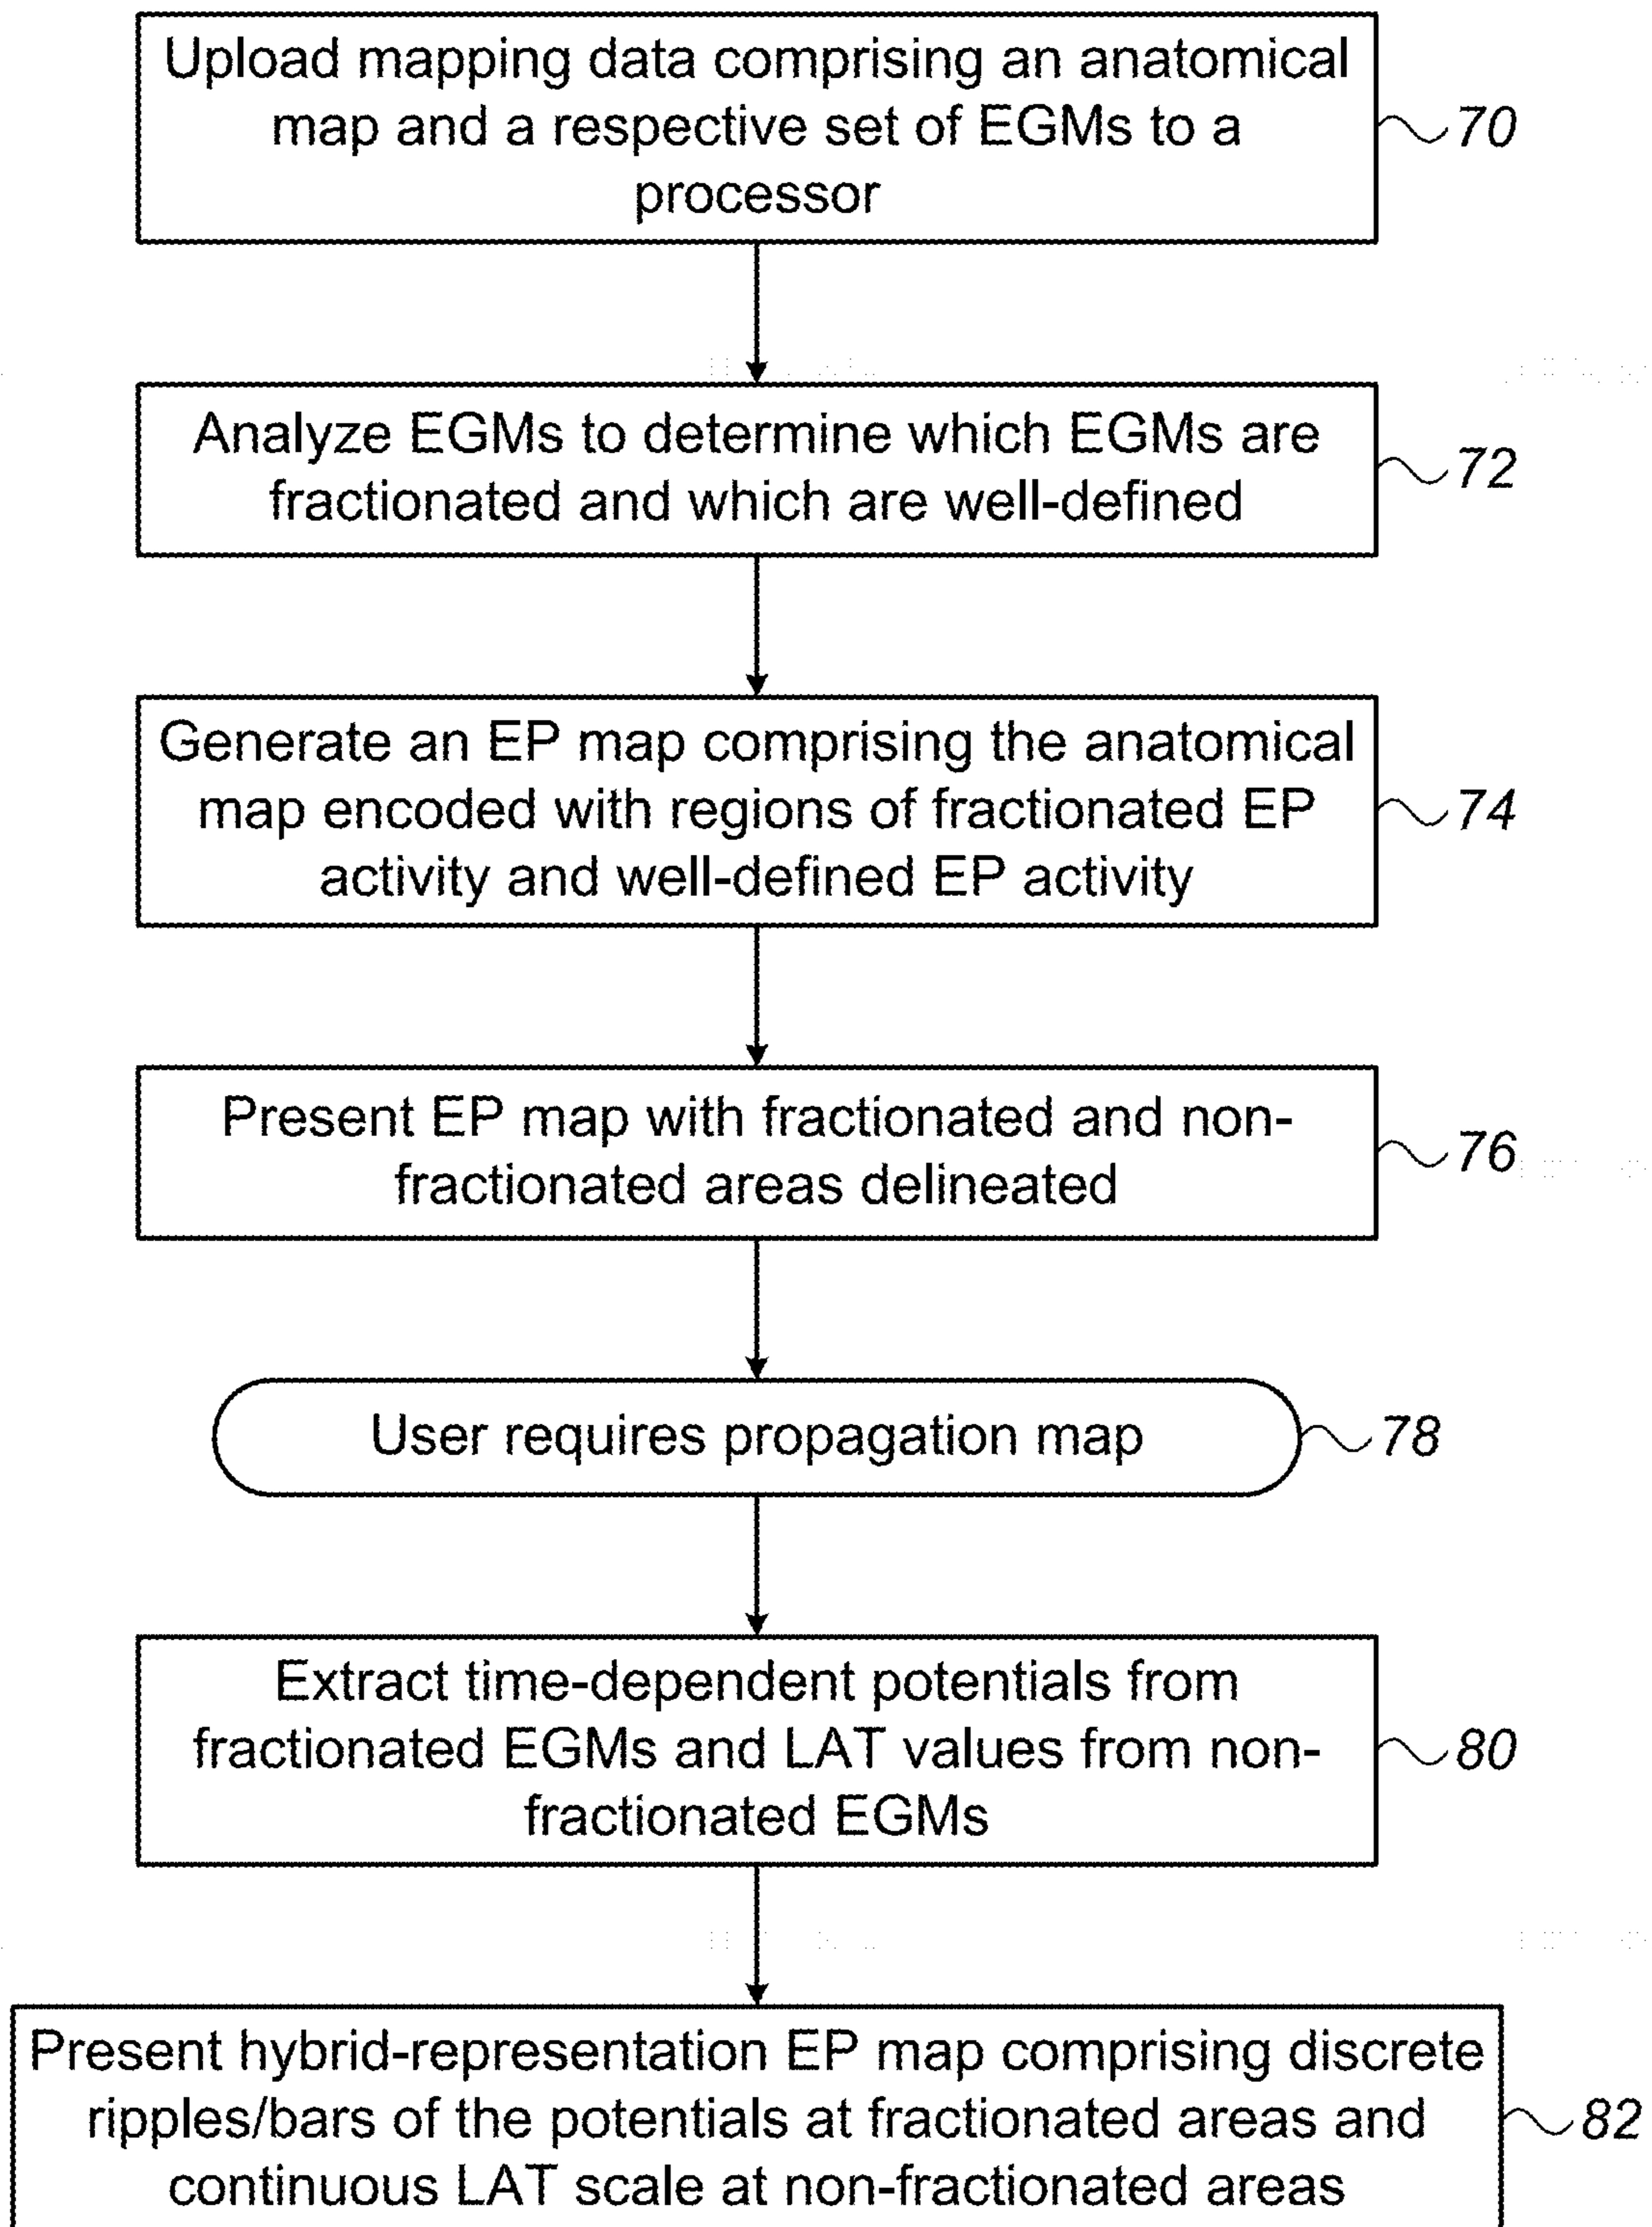 Upload mapping data comprising an anatomical
map and a respective set of EGMs to a
processor
70
Analyze EGMs to determine which EGMs are
fractionated and which are well-defined
72
Generate an EP map comprising the anatomical
map encoded with regions of fractionated EP
activity and well-defined EP activity
74
Present EP map with fractionated and non-
fractionated areas delineated
76
User requires propagation map
78
Extract time-dependent potentials from
fractionated EGMs and LAT values from non-
fractionated EGMs
80
Present hybrid-representation EP map comprising discrete
ripples/bars of the potentials at fractionated areas and
continuous LAT scale at non-fractionated areas
82